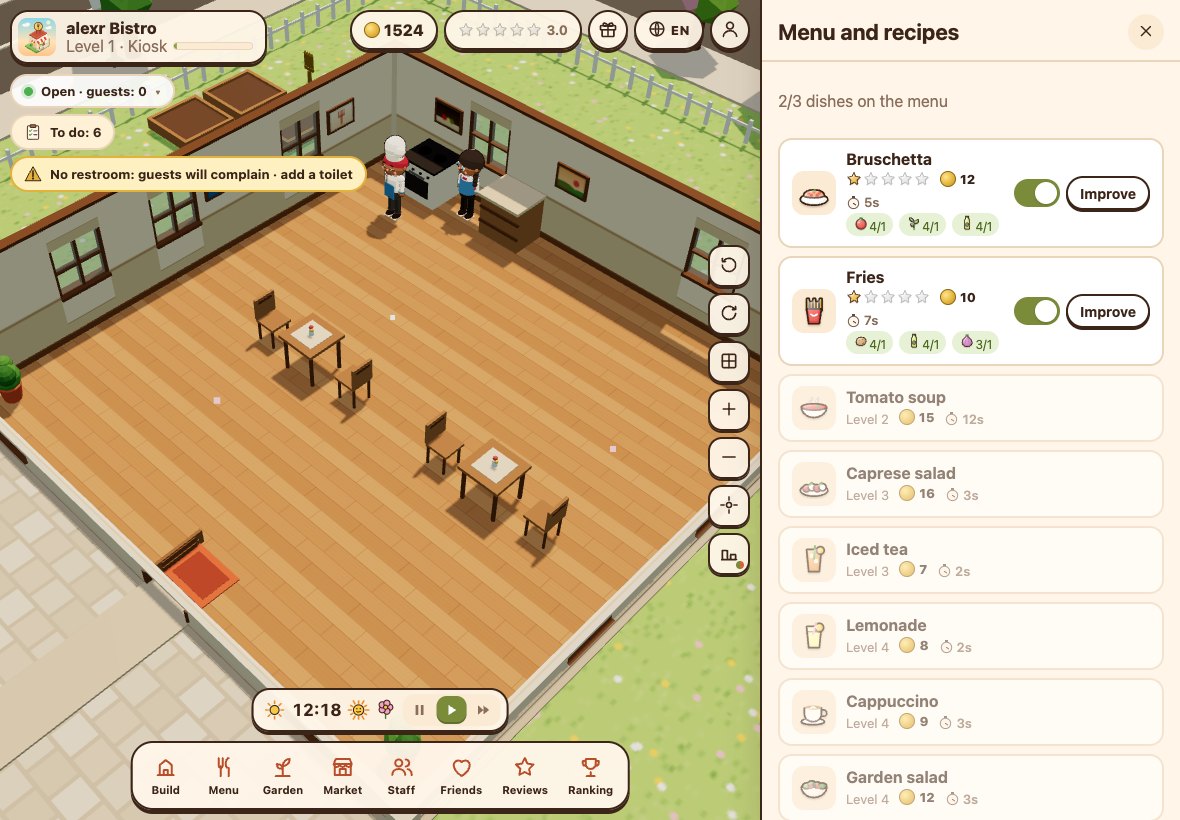 alexr Bistro
Level 1 · Kiosk
1524
3.0
EN
Open · guests: 0
To do: 6
No restroom: guests will complain · add a toilet
12:18
Build
Menu
Garden
Market
Staff
Friends
Reviews
Ranking
Menu and recipes
2/3 dishes on the menu
Bruschetta
12
5s
4/1 4/1 4/1
Improve
Fries
10
7s
4/1 4/1 3/1
Improve
Tomato soup
Level 2 15 12s
Caprese salad
Level 3 16 3s
Iced tea
Level 3 7 2s
Lemonade
Level 4 8 2s
Cappuccino
Level 4 9 3s
Garden salad
Level 4 12 3s